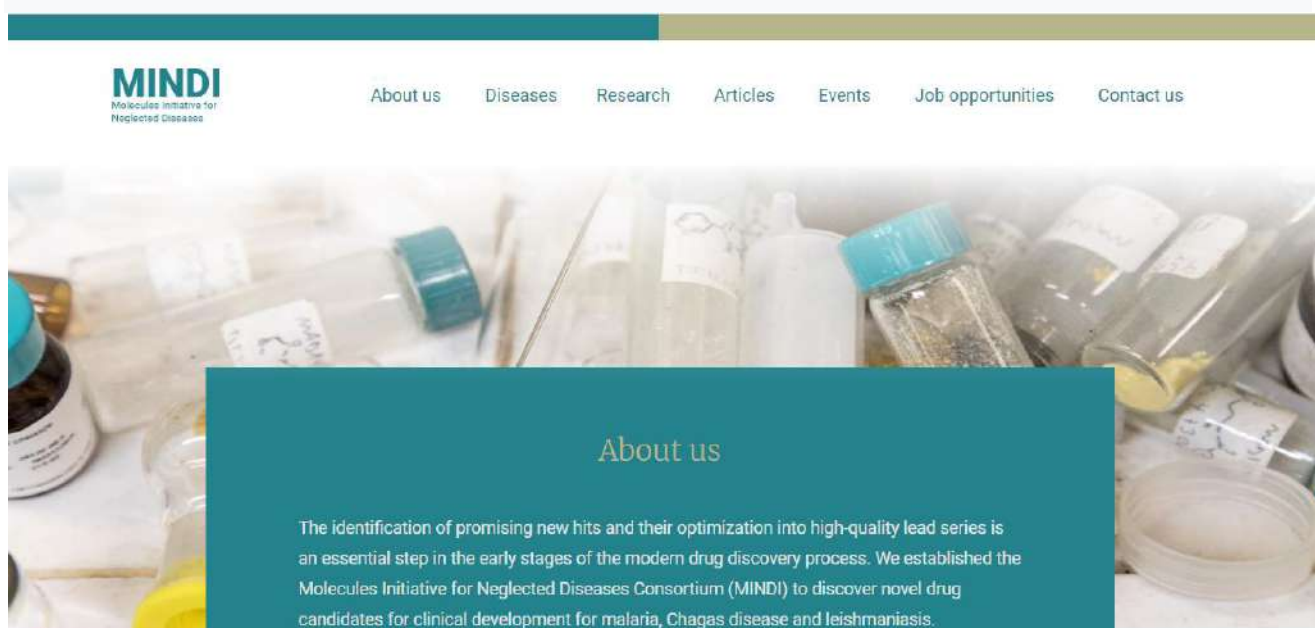 MINDI
Molecules Initiative for
Neglected Diseases
About us
Diseases
Research
Articles
Events
Job opportunities
Contact us
About us
The identification of promising new hits and their optimization into high-quality lead series is
an essential step in the early stages of the modern drug discovery process. We established the
Molecules Initiative for Neglected Diseases Consortium (MINDI) to discover novel drug
candidates for clinical development for malaria, Chagas disease and leishmaniasis.